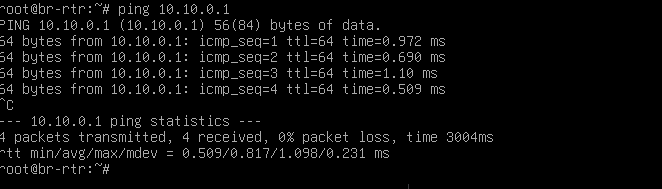 root@br-rtr:~# ping 10.10.0.1
PING 10.10.0.1 (10.10.0.1) 56(84) bytes of data.
64 bytes from 10.10.0.1: icmp_seq=1 ttl=64 time=0.972 ms
64 bytes from 10.10.0.1: icmp_seq=2 ttl=64 time=0.690 ms
64 bytes from 10.10.0.1: icmp_seq=3 ttl=64 time=1.10 ms
64 bytes from 10.10.0.1: icmp_seq=4 ttl=64 time=0.509 ms
^C
--- 10.10.0.1 ping statistics ---
4 packets transmitted, 4 received, 0% packet loss, time 3004ms
rtt min/avg/max/mdev = 0.509/0.817/1.098/0.231 ms
root@br-rtr:~#